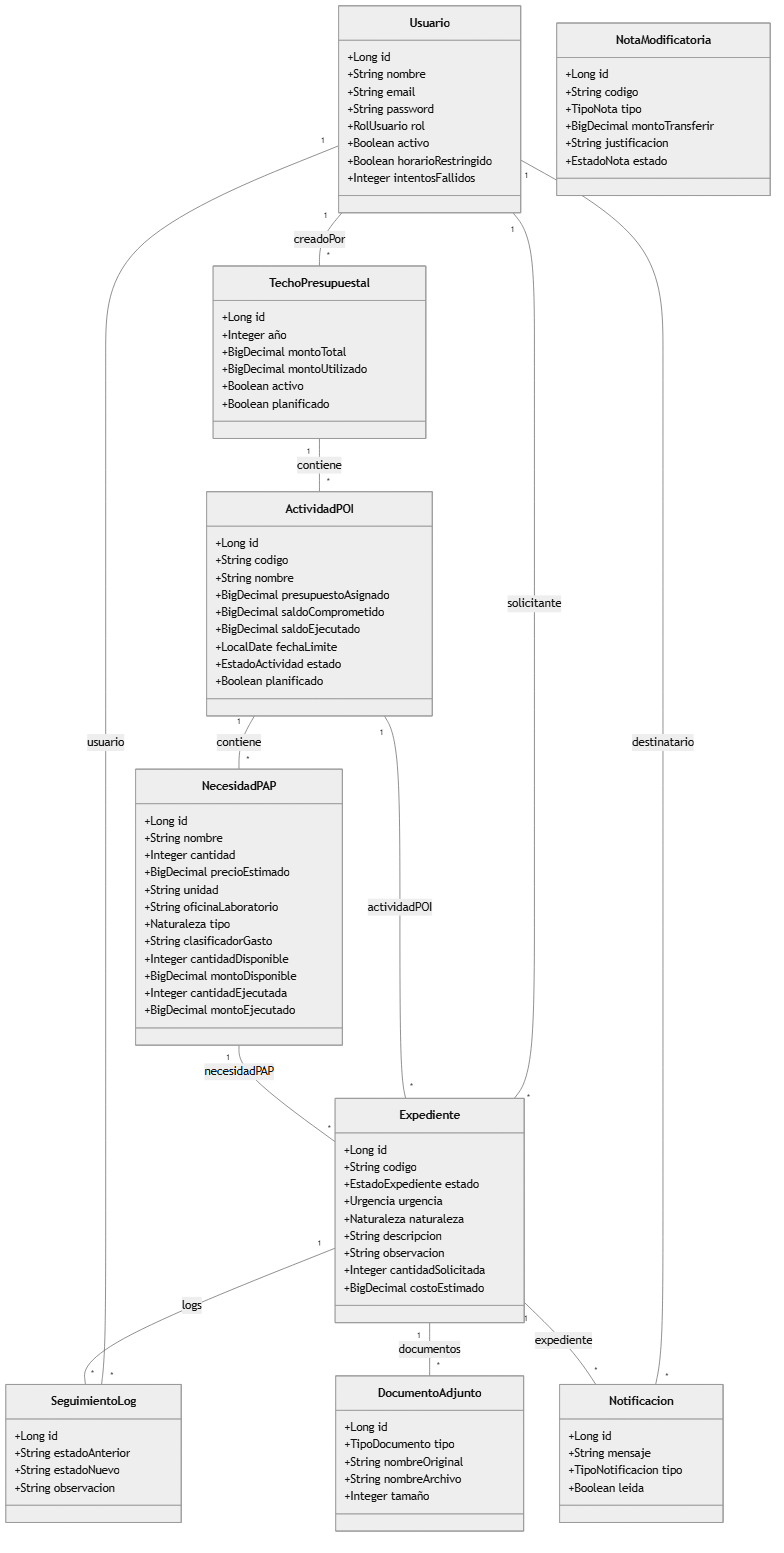 Usuario
+Long id
+String nombre
+String email
+String password
+RolUsuario rol
+Boolean activo
+Boolean horarioRestringido
+Integer intentosFallidos
NotaModificatoria
+Long id
+String codigo
+TipoNota tipo
+BigDecimal montoTransferir
+String justificacion
+EstadoNota estado
1
1
1
1
creadoPor
*
TechoPresupuestal
+Long id
+Integer año
+BigDecimal montoTotal
+BigDecimal montoUtilizado
+Boolean activo
+Boolean planificado
1
contiene
*
ActividadPOI
+Long id
+String codigo
+String nombre
+BigDecimal presupuestoAsignado
+BigDecimal saldoComprometido
+BigDecimal saldoEjecutado
+LocalDate fechaLimite
+EstadoActividad estado
+Boolean planificado
solicitante
usuario
1
contiene
*
1
destinatario
NecesidadPAP
+Long id
+String nombre
+Integer cantidad
+BigDecimal precioEstimado
+String unidad
+String oficinaLaboratorio
+Naturaleza tipo
+String clasificadorGasto
+Integer cantidadDisponible
+BigDecimal montoDisponible
+Integer cantidadEjecutada
+BigDecimal montoEjecutado
actividadPOI
1
necesidadPAP
*
*
*
Expediente
+Long id
+String codigo
+EstadoExpediente estado
+Urgencia urgencia
+Naturaleza naturaleza
+String descripcion
+String observacion
+Integer cantidadSolicitada
+BigDecimal costoEstimado
1
logs
1
documentos
*
1
expediente
*
*
*
*
SeguimientoLog
+Long id
+String estadoAnterior
+String estadoNuevo
+String observacion
DocumentoAdjunto
+Long id
+TipoDocumento tipo
+String nombreOriginal
+String nombreArchivo
+Integer tamaño
Notificacion
+Long id
+String mensaje
+TipoNotificacion tipo
+Boolean leida